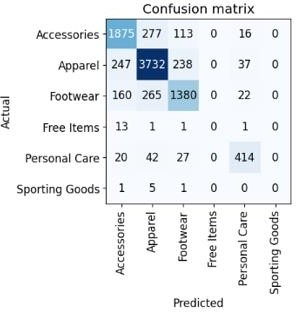 Confusion matrix
Actual
Accessories 1875 277 113 0 16 0
Apparel 247 3732 238 0 37 0
Footwear 160 265 1380 0 22 0
Free Items 13 1 1 0 1 0
Personal Care 20 42 27 0 414 0
Sporting Goods 1 5 1 0 0 0
Accessories Apparel Footwear Free Items Personal Care Sporting Goods
Predicted